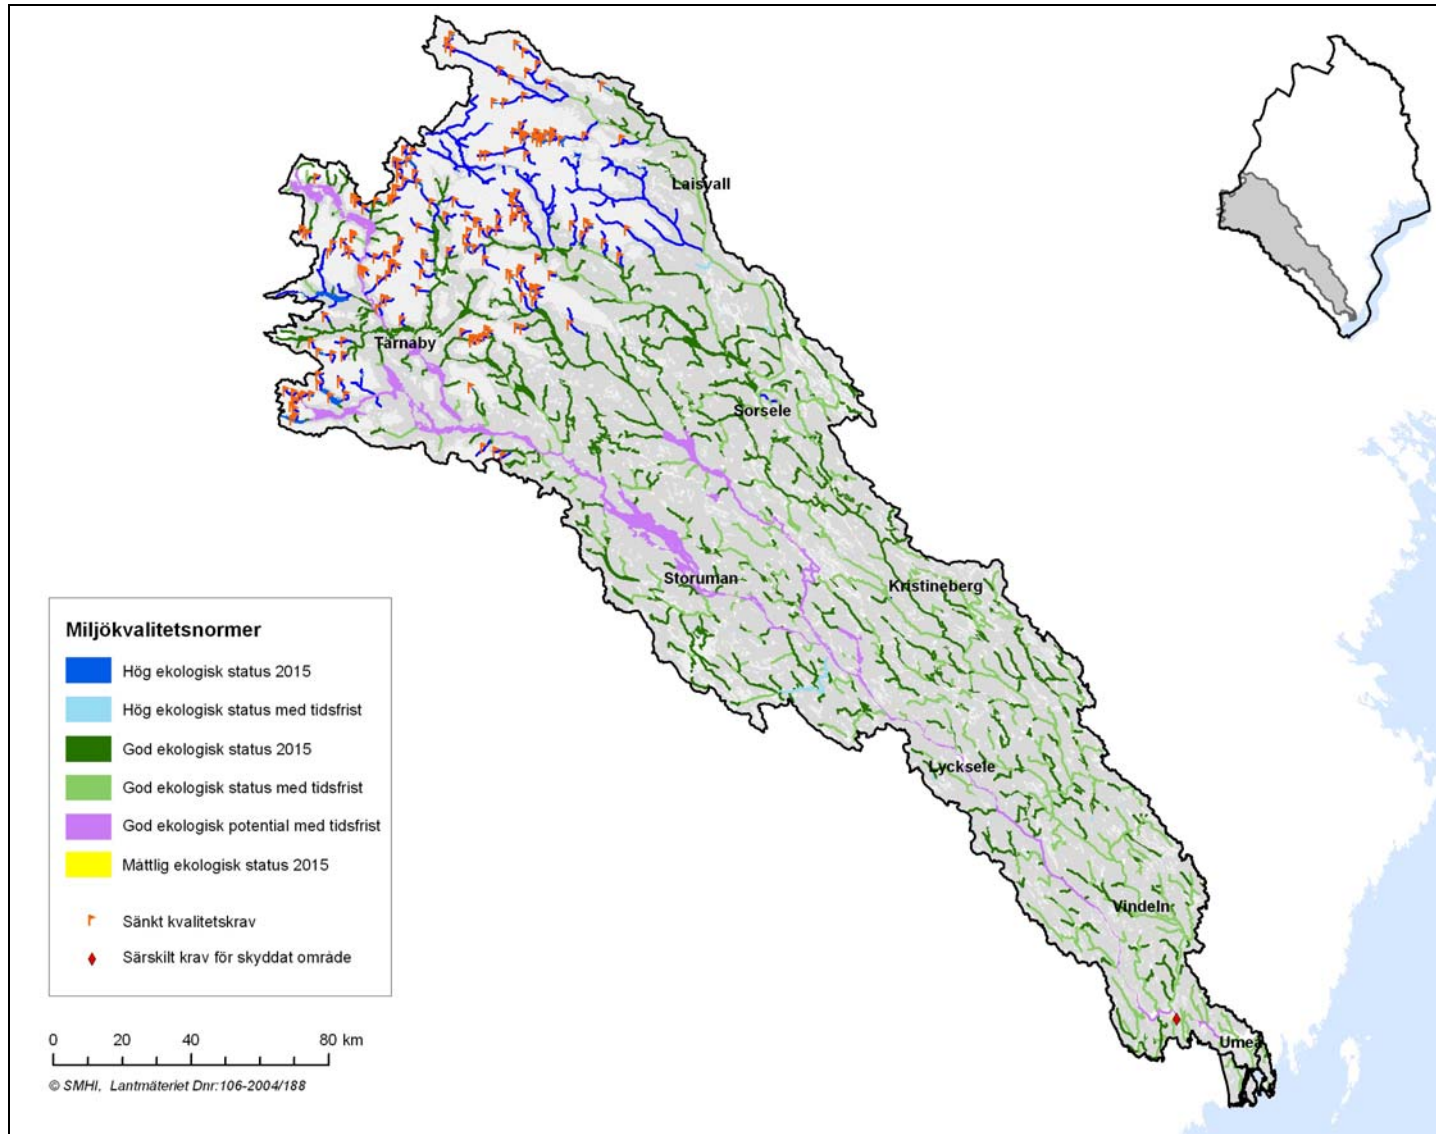 Laisvall
Tärnaby
Sorsele
Storuman
Kristineberg
Lycksele
Vindeln
Umeå
Miljökvalitetsnormer
Hög ekologisk status 2015
Hög ekologisk status med tidsfrist
God ekologisk status 2015
God ekologisk status med tidsfrist
God ekologisk potential med tidsfrist
Måttlig ekologisk status 2015
Sänkt kvalitetskrav
Särskilt krav för skyddat område
0 20 40 80 km
© SMHI, Lantmäteriet Dnr:106-2004/188